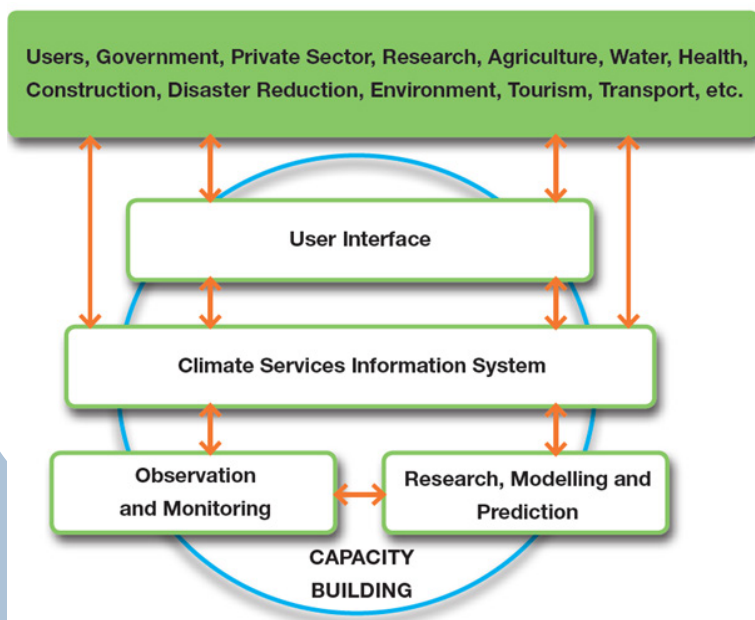 Users, Government, Private Sector, Research, Agriculture, Water, Health,
Construction, Disaster Reduction, Environment, Tourism, Transport, etc.
User Interface
Climate Services Information System
Observation
and Monitoring
Research, Modelling and
Prediction
CAPACITY
BUILDING